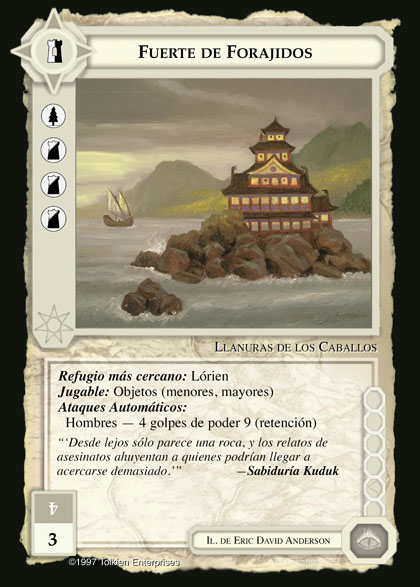 FUERTE DE FORAJIDOS
LLANURAS DE LOS CABALLOS
Refugio más cercano: Lórien
Jugable: Objetos (menores, mayores)
Ataques Automáticos:
Hombres — 4 golpes de poder 9 (retención)
“‘Desde lejos sólo parece una roca, y los relatos de
asesinatos ahuyentan a quienes podrían llegar a
acercarse demasiado.’” —Sabiduría Kuduk
♄
3
IL. DE ERIC DAVID ANDERSON
©1997 Tolkien Enterprises